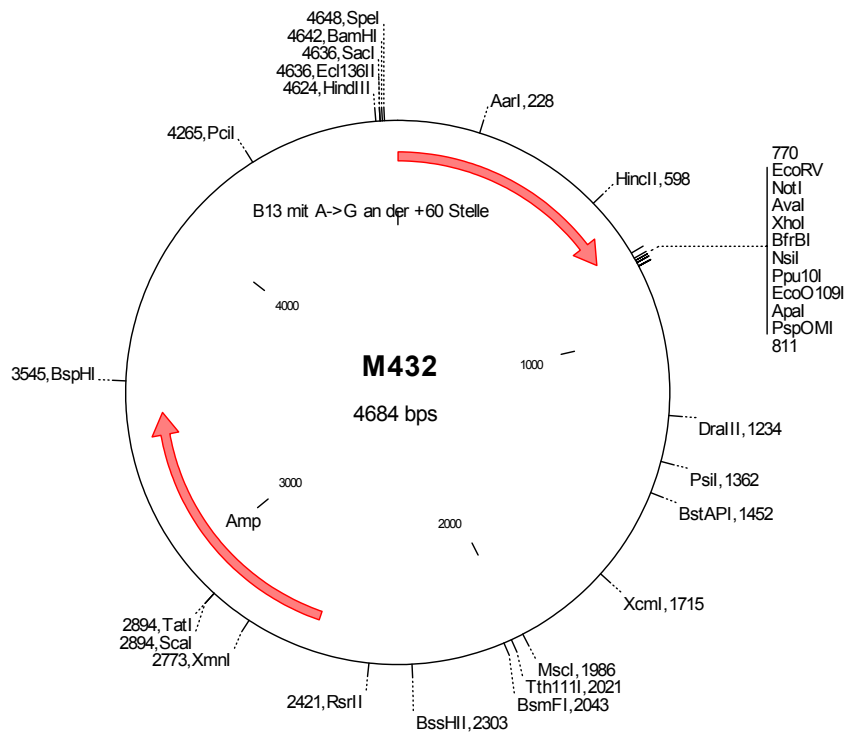 4648,SpeI
4642,BamHI
4636,SacI
4636,Ecl136II
4624,HindIII
AarI,228
4265,PciI
HincII,598
770
EcoRV
NotI
AvaI
XhoI
BfrBI
NsiI
Ppu10I
EcoO109I
ApaI
PspOMI
811
B13 mit A->G an der +60 Stelle
4000
1000
3545,BspHI
M432
4684 bps
DraIII,1234
PsiI,1362
BstAPI,1452
3000
Amp
2000
XcmI,1715
2894,TatI
2894,ScaI
2773,XmnI
MscI,1986
Tth111I,2021
BsmFI,2043
2421,RsrII
BssHII,2303